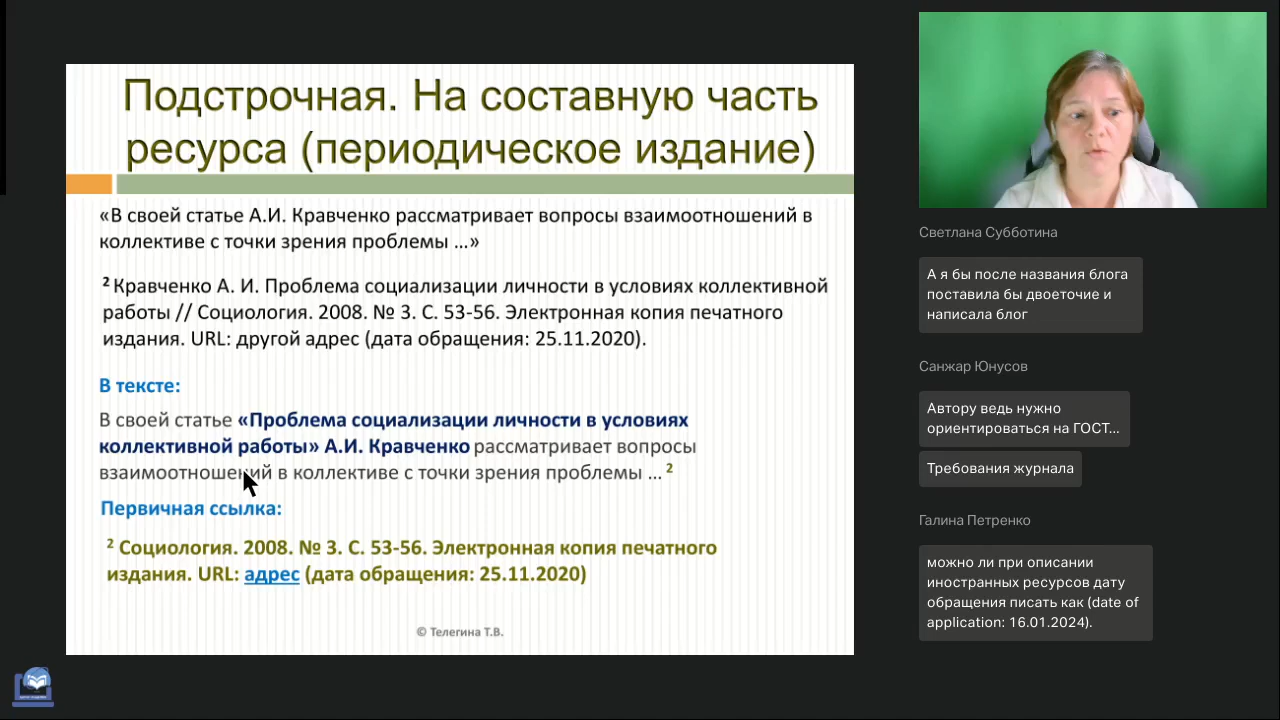 Подстрочная. На составную часть
ресурса (периодическое издание)
«В своей статье А.И. Кравченко рассматривает вопросы взаимоотношений в
коллективе с точки зрения проблемы ...»
² Кравченко А. И. Проблема социализации личности в условиях коллективной
работы // Социология. 2008. № 3. С. 53-56. Электронная копия печатного
издания. URL: другой адрес (дата обращения: 25.11.2020).
В тексте:
В своей статье «Проблема социализации личности в условиях
коллективной работы» А.И. Кравченко рассматривает вопросы
взаимоотношений в коллективе с точки зрения проблемы ... ²
Первичная ссылка:
² Социология. 2008. № 3. С. 53-56. Электронная копия печатного
издания. URL: адрес (дата обращения: 25.11.2020)
© Телегина Т.В.
Светлана Субботина
А я бы после названия блога
поставила бы двоеточие и
написала блог
Санжар Юнусов
Автору ведь нужно
ориентироваться на ГОСТ...
Требования журнала
Галина Петренко
можно ли при описании
иностранных ресурсов дату
обращения писать как (date of
application: 16.01.2024).